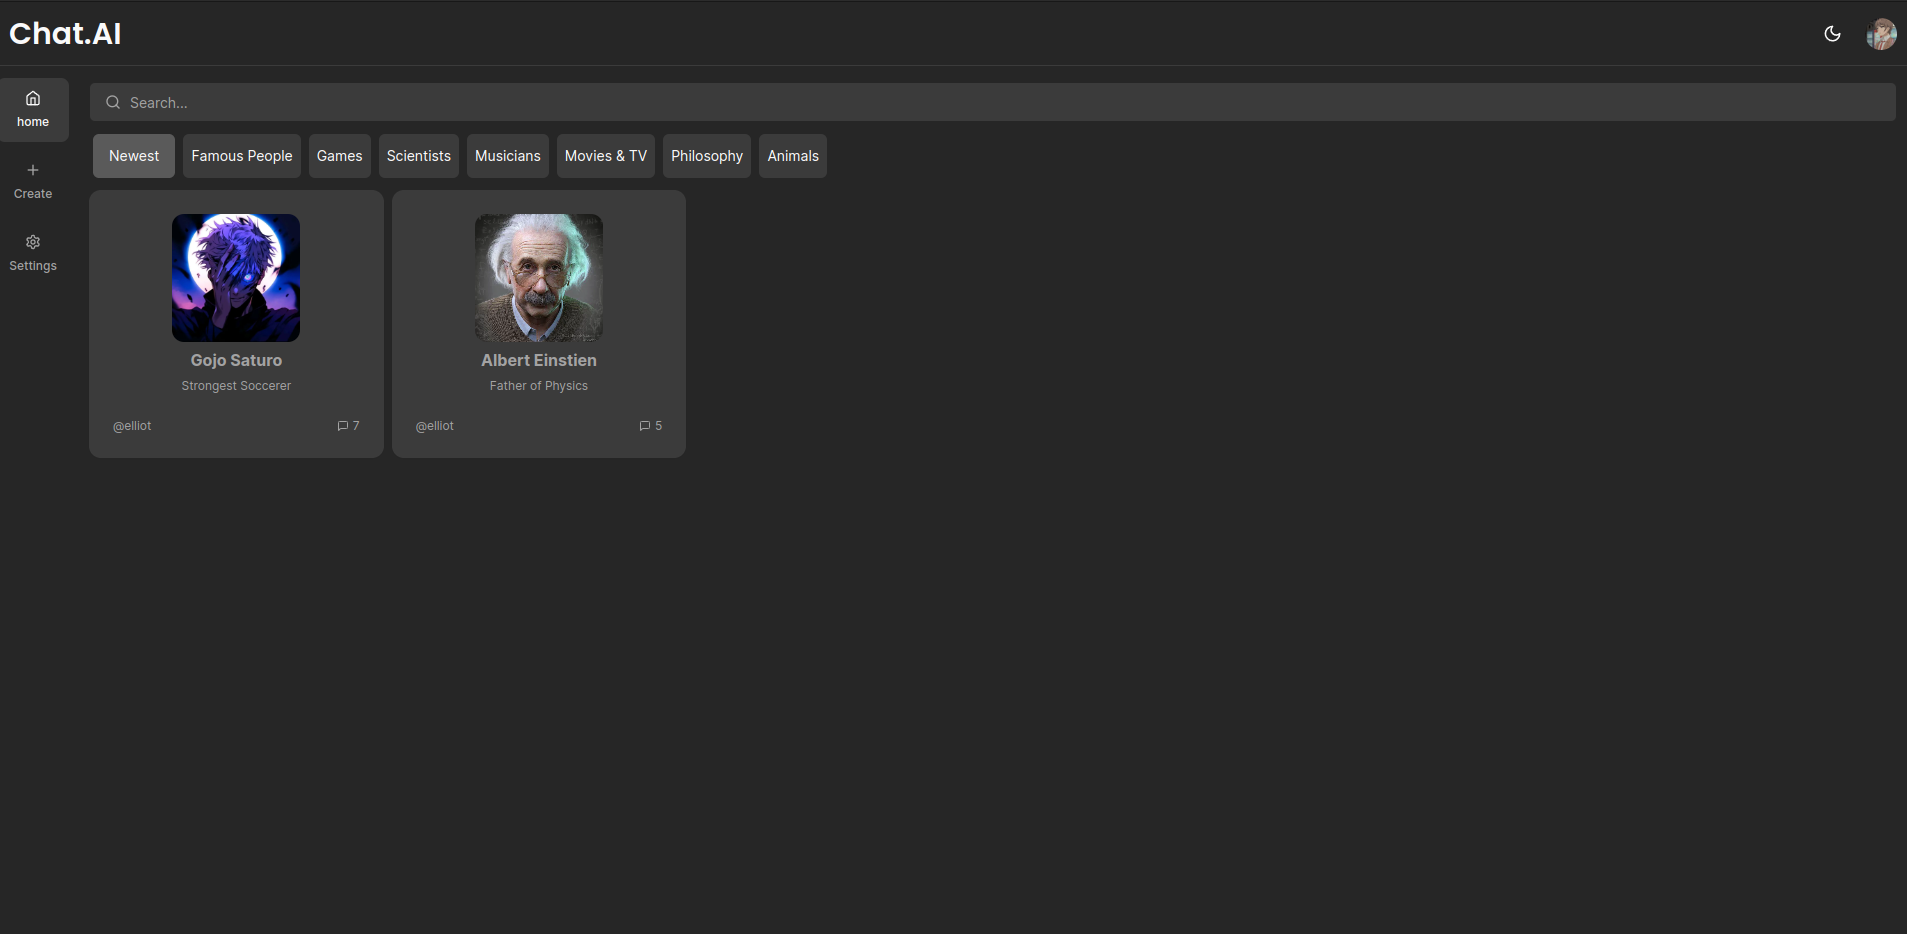 Chat.AI
home
Create
Settings
Search...
Newest Famous People Games Scientists Musicians Movies & TV Philosophy Animals
Gojo Saturo
Strongest Soccerer
@elliot 7
Albert Einstien
Father of Physics
@elliot 5